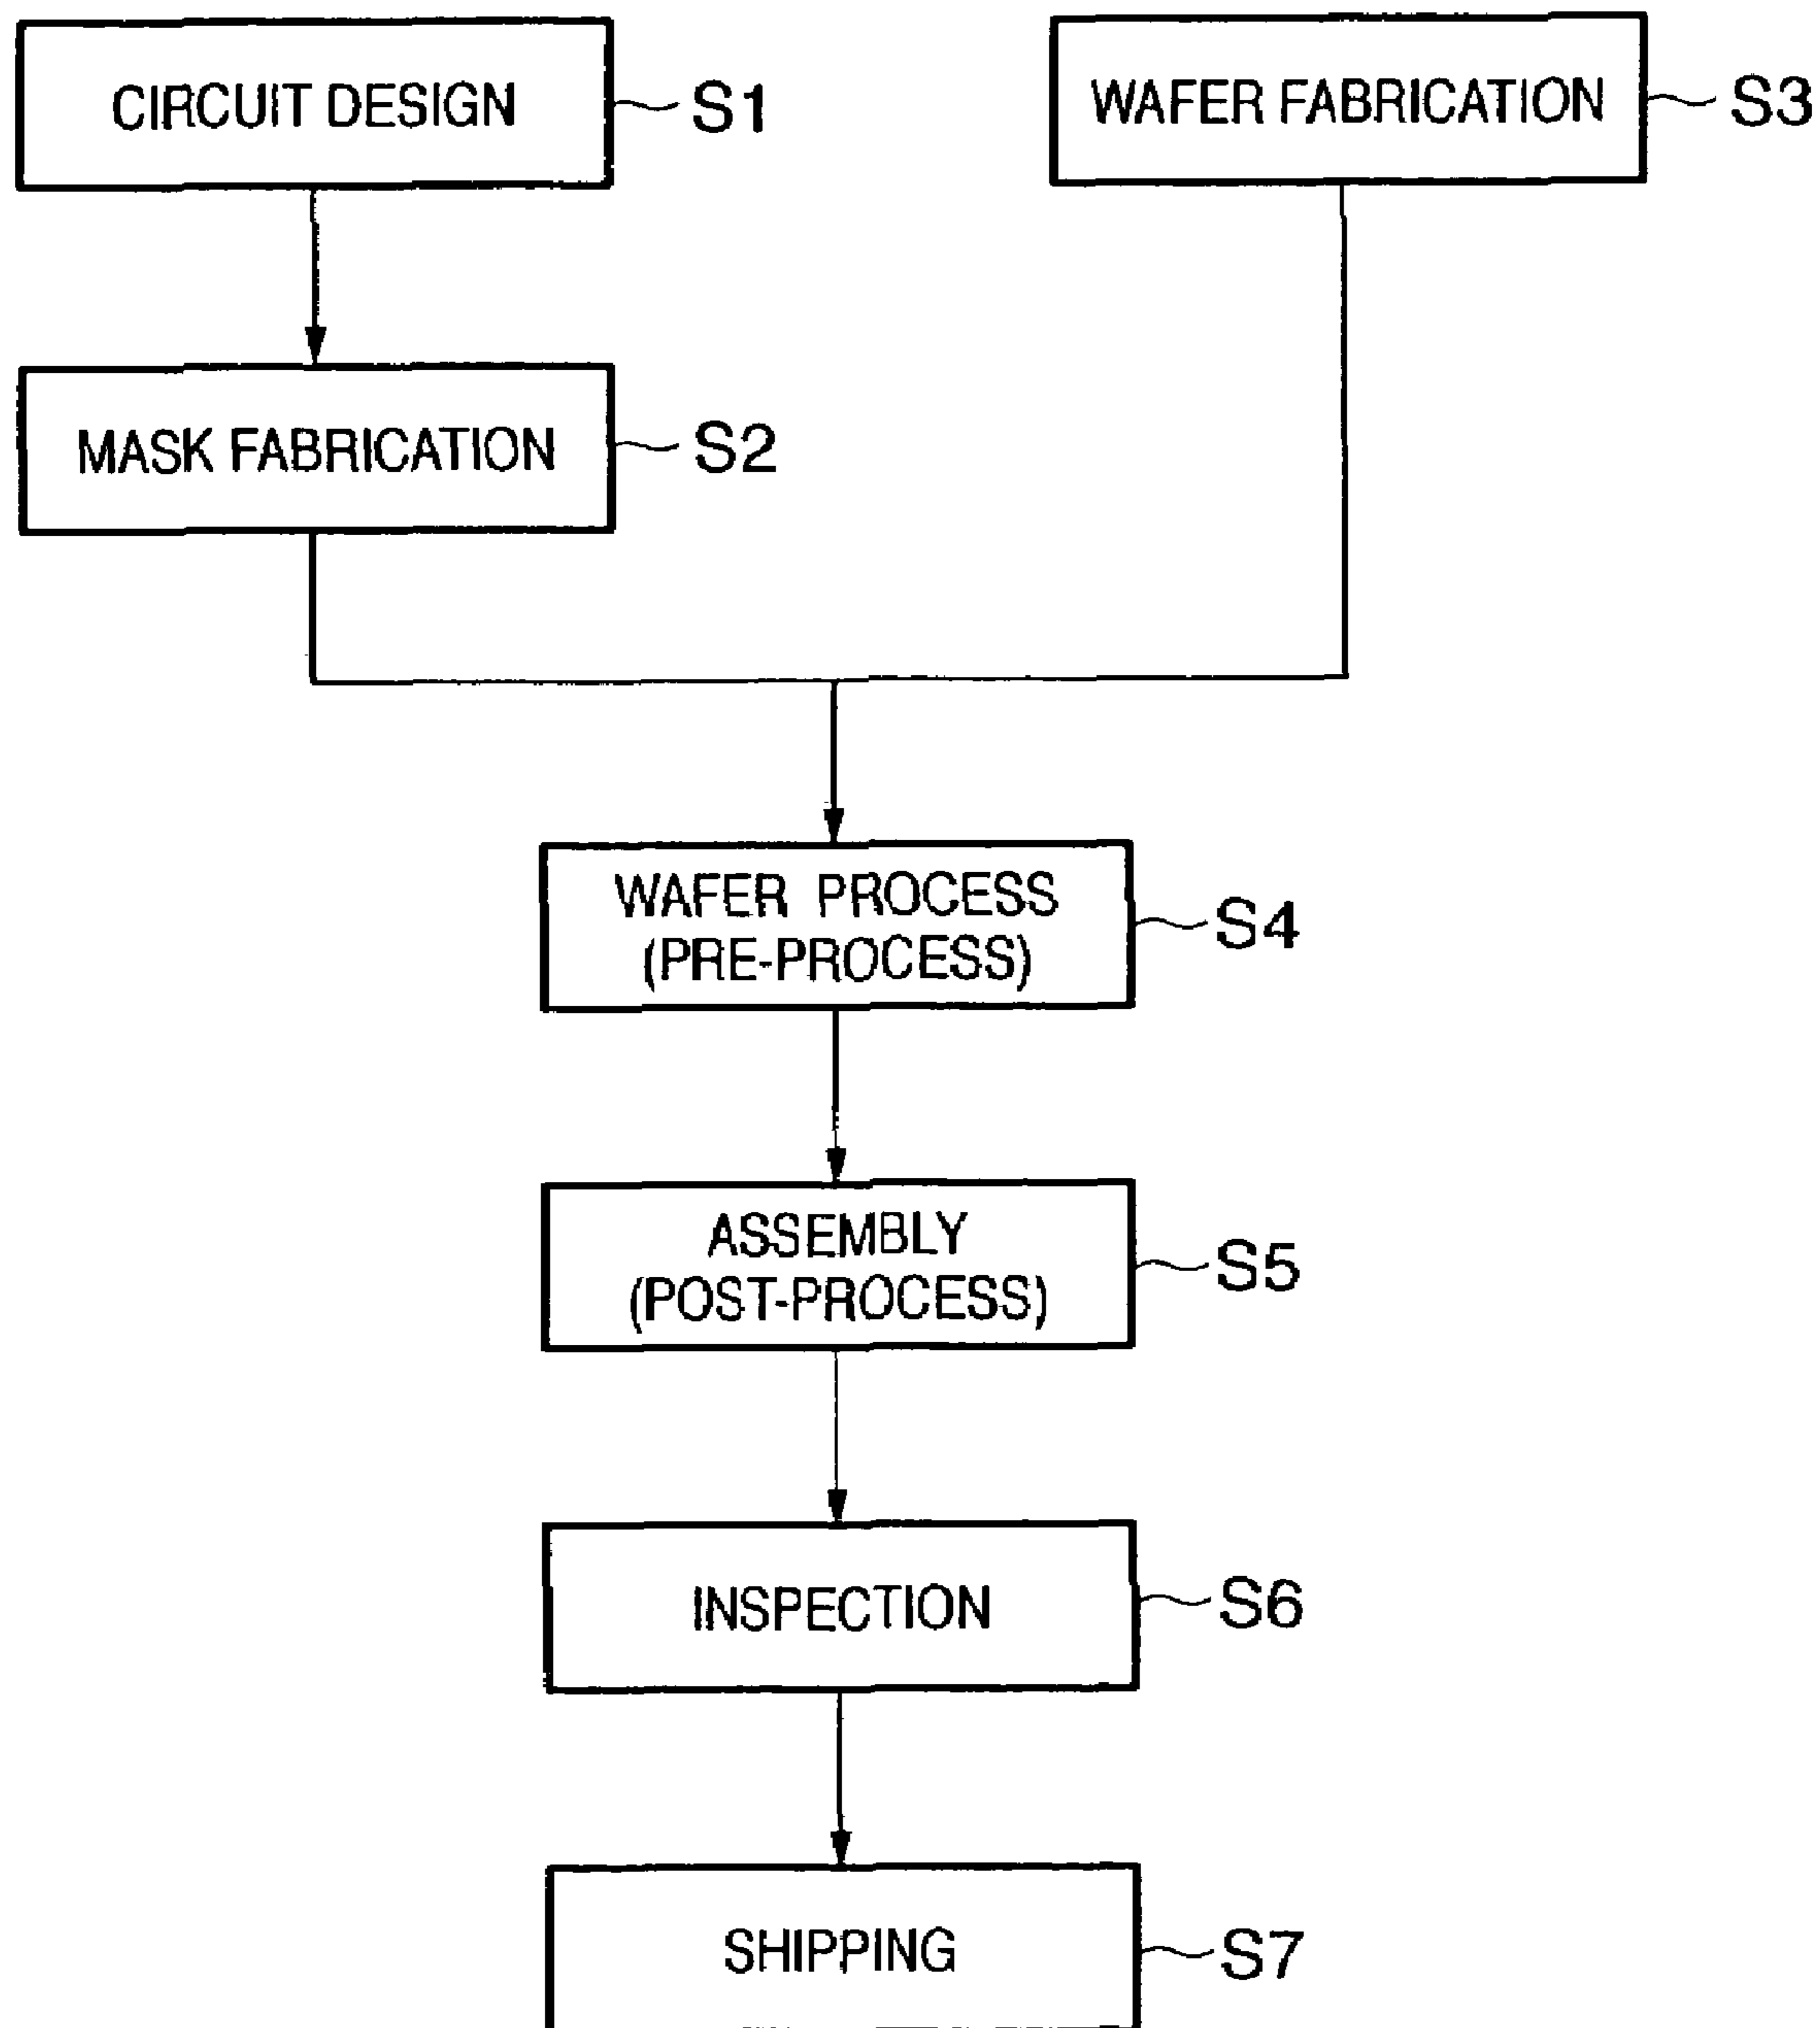 CIRCUIT DESIGN
S1
WAFER FABRICATION
S3
MASK FABRICATION
S2
WAFER PROCESS
(PRE-PROCESS)
S4
ASSEMBLY
(POST-PROCESS)
S5
INSPECTION
S6
SHIPPING
S7